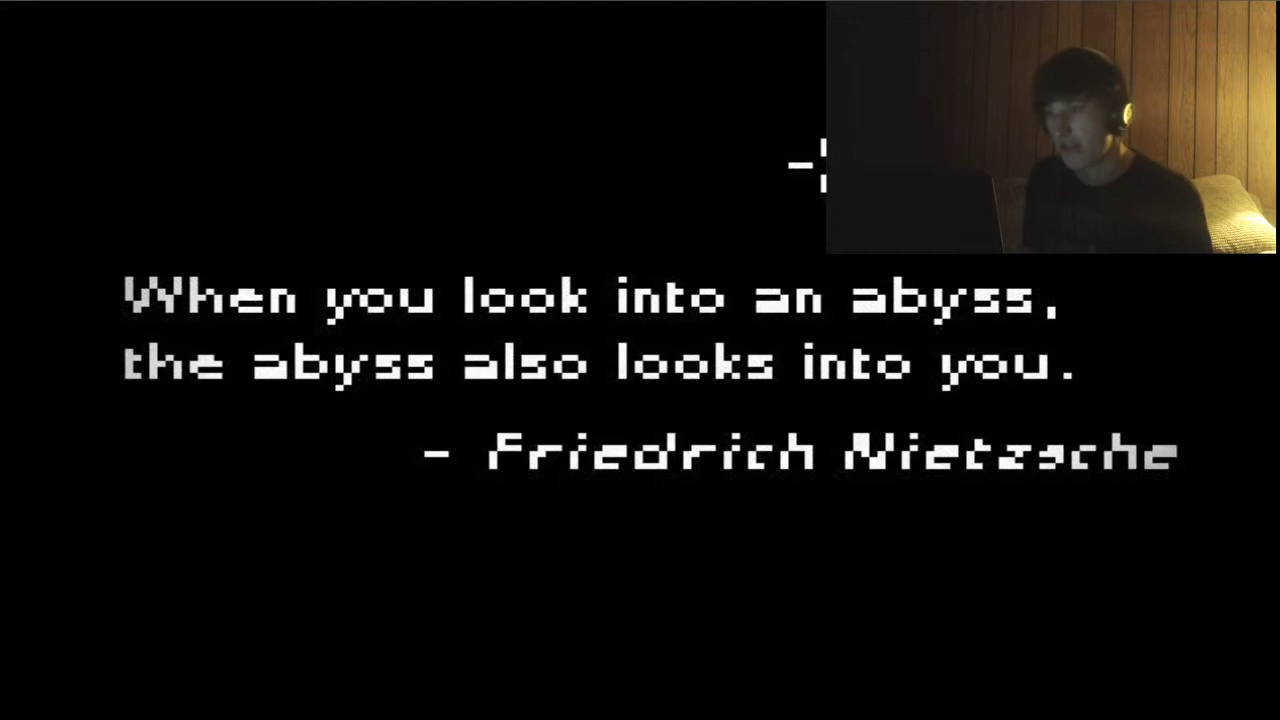 When you look into an abyss,
the abyss also looks into you.
- Friedrich Nietzsche